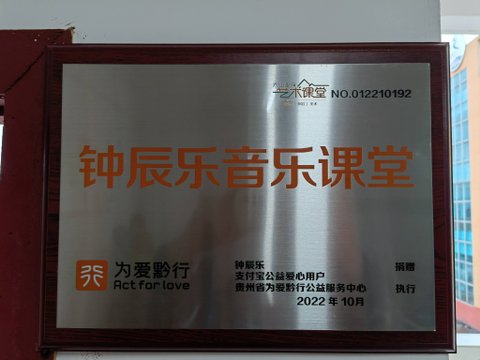 艺术课堂 NO.012210192
钟辰乐音乐课堂
为爱黔行
Act for love
钟辰乐
支付宝公益爱心用户 捐赠
贵州省为爱黔行公益服务中心 执行
2022 年 10月